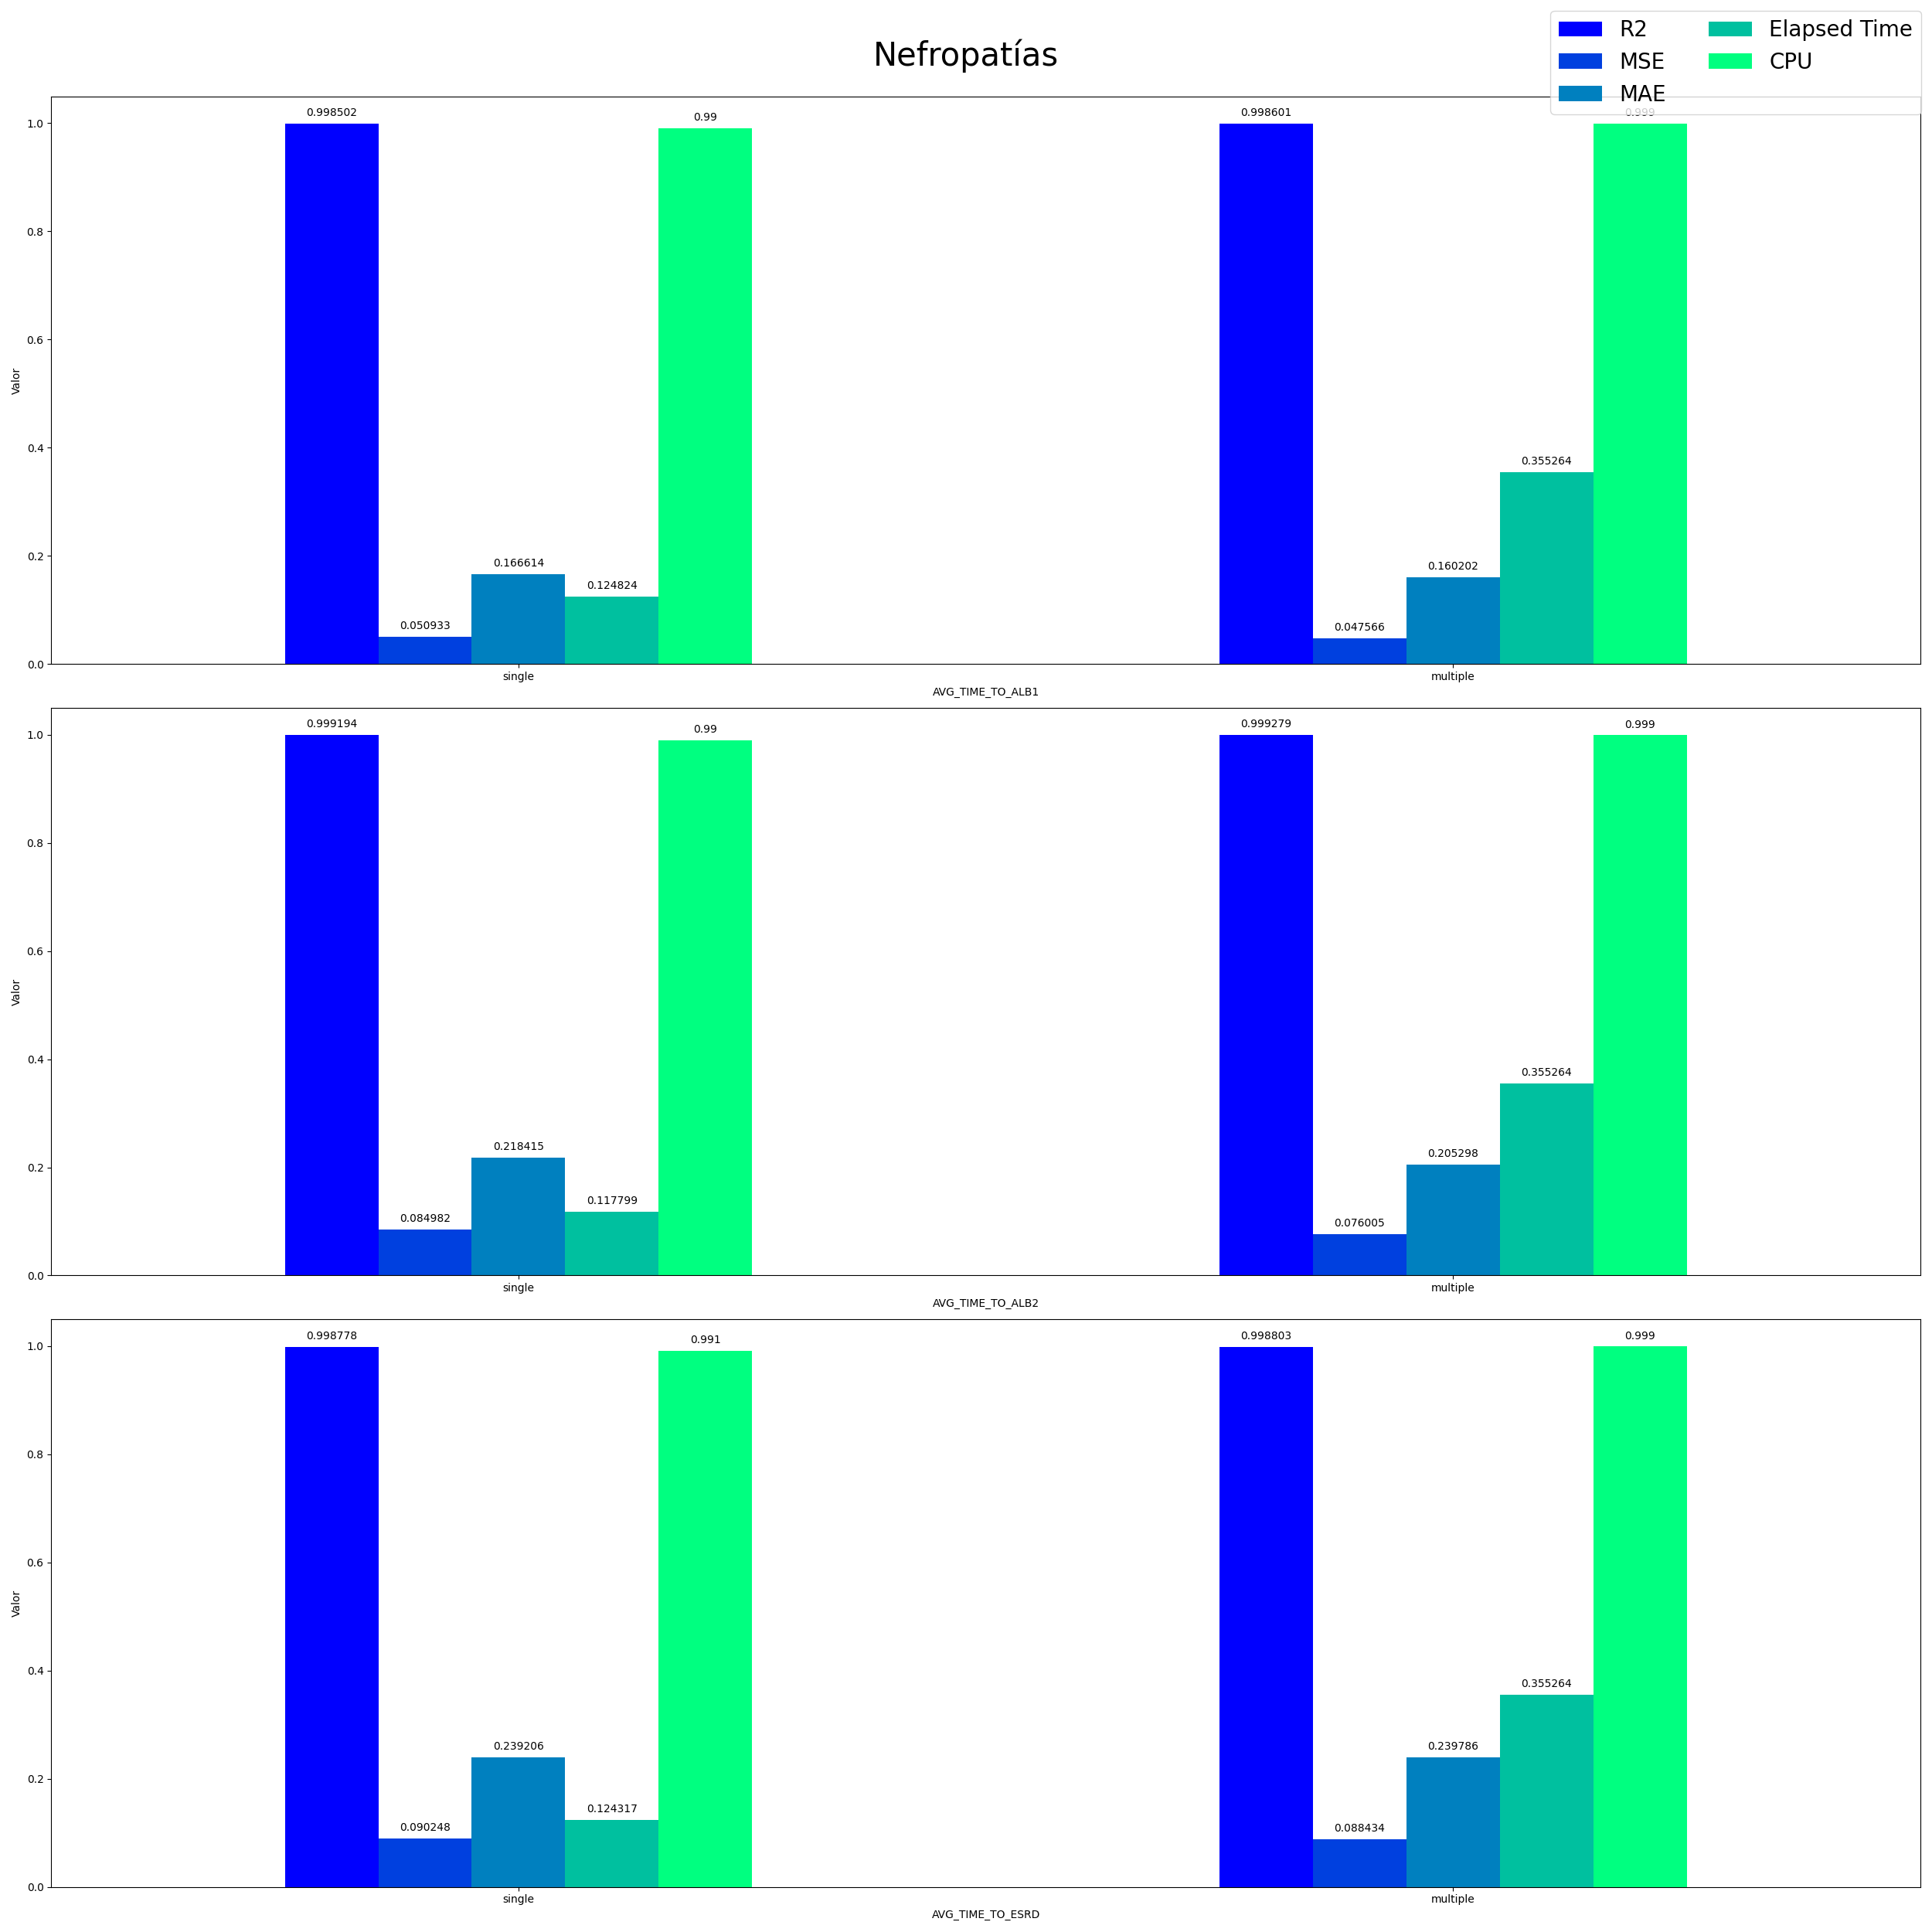 Nefropatías
R2
MSE
MAE
Elapsed Time
CPU
0.998502
0.050933
0.166614
0.124824
0.99
0.998601
0.047566
0.160202
0.355264
0.999
1.0
0.8
0.6
0.4
0.2
0.0
Valor
single
multiple
AVG_TIME_TO_ALB1
0.999194
0.084982
0.218415
0.117799
0.99
0.999279
0.076005
0.205298
0.355264
0.999
1.0
0.8
0.6
0.4
0.2
0.0
Valor
single
multiple
AVG_TIME_TO_ALB2
0.998778
0.090248
0.239206
0.124317
0.991
0.998803
0.088434
0.239786
0.355264
0.999
1.0
0.8
0.6
0.4
0.2
0.0
Valor
single
multiple
AVG_TIME_TO_ESRD